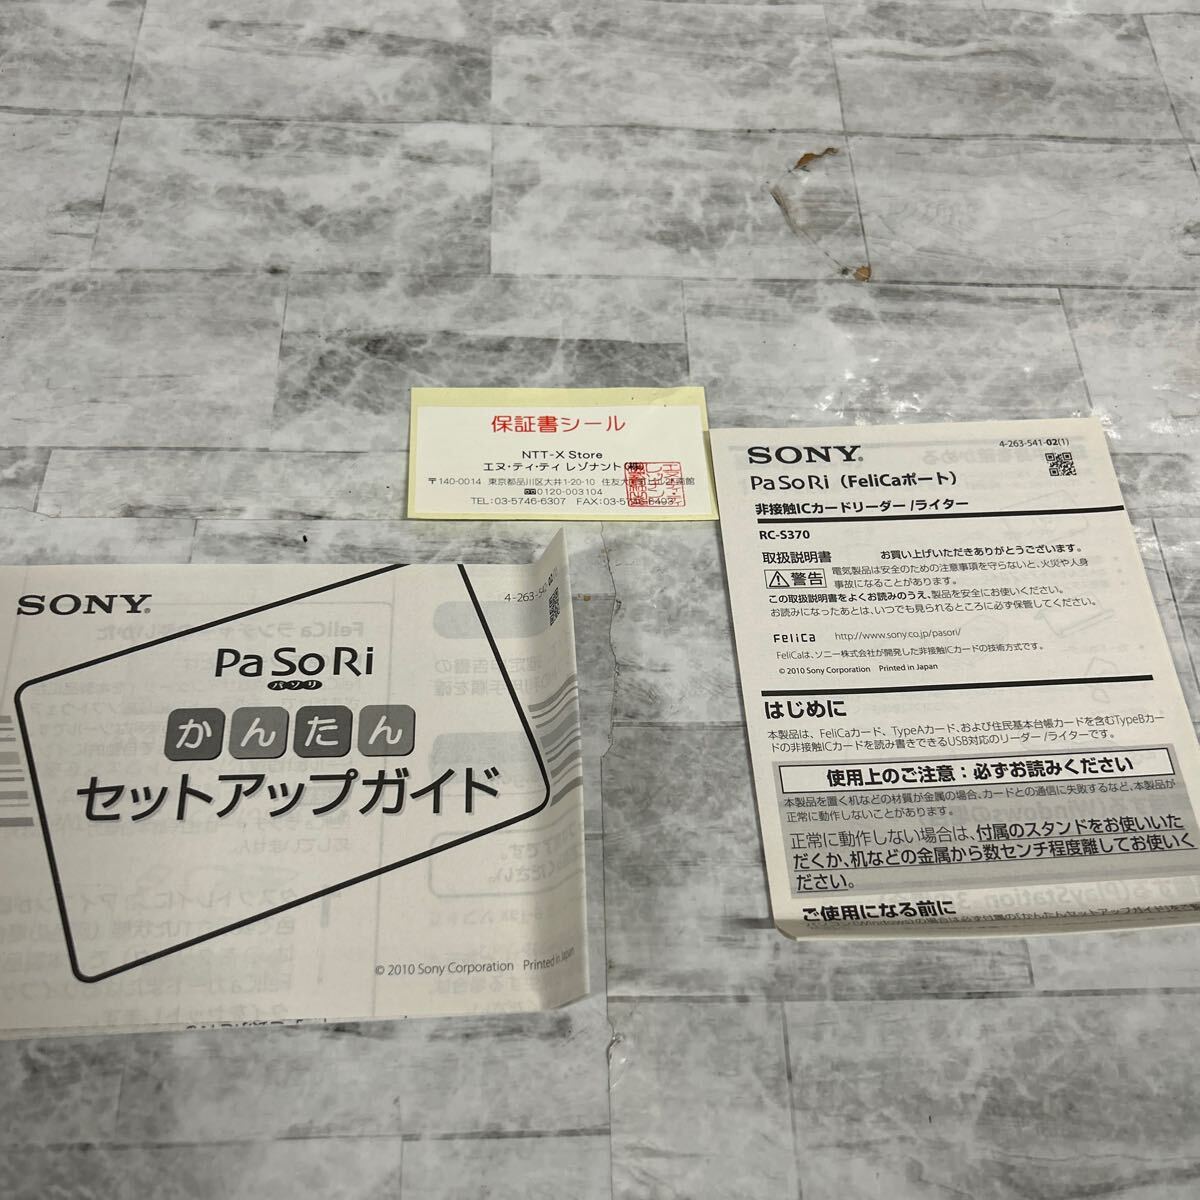 保証書シール
NTT-X Store
エヌ・ティ・ティ レゾナント(株)
〒140-0014 東京都品川区大井1-20-10
0120-003104
TEL:03-5746-6307 FAX:03-5746-6493
SONY
4-263-540-02(1)
PaSoRi
パソリ
かんたん
セットアップガイド
© 2010 Sony Corporation Printed in Japan
SONY
4-263-541-02(1)
PaSoRi(FeliCaポート)
非接触ICカードリーダー/ライター
RC-S370
取扱説明書 お買い上げいただきありがとうございます。
警告 電気製品は安全のための注意事項を守らないと、火災や人身
事故になることがあります。
この取扱説明書をよくお読みのうえ、製品を安全にお使いください。
お読みになったあとは、いつでも見られるところに必ず保管してください。
FeliCa http://www.sony.co.jp/pasori/
FeliCaは、ソニー株式会社が開発した非接触ICカードの技術方式です。
© 2010 Sony Corporation Printed in Japan
はじめに
本製品は、FeliCaカード、TypeAカード、および住民基本台帳カードを含むTypeBカー
ドの非接触ICカードを読み書きできるUSB対応のリーダー/ライターです。
使用上のご注意:必ずお読みください
本製品を置く机などの材質が金属の場合、カードとの通信に失敗するなど、本製品が
正常に動作しないことがあります。
正常に動作しない場合は、付属のスタンドをお使いいた
だくか、机などの金属から数センチ程度離してお使いく
ださい。
ご使用になる前に